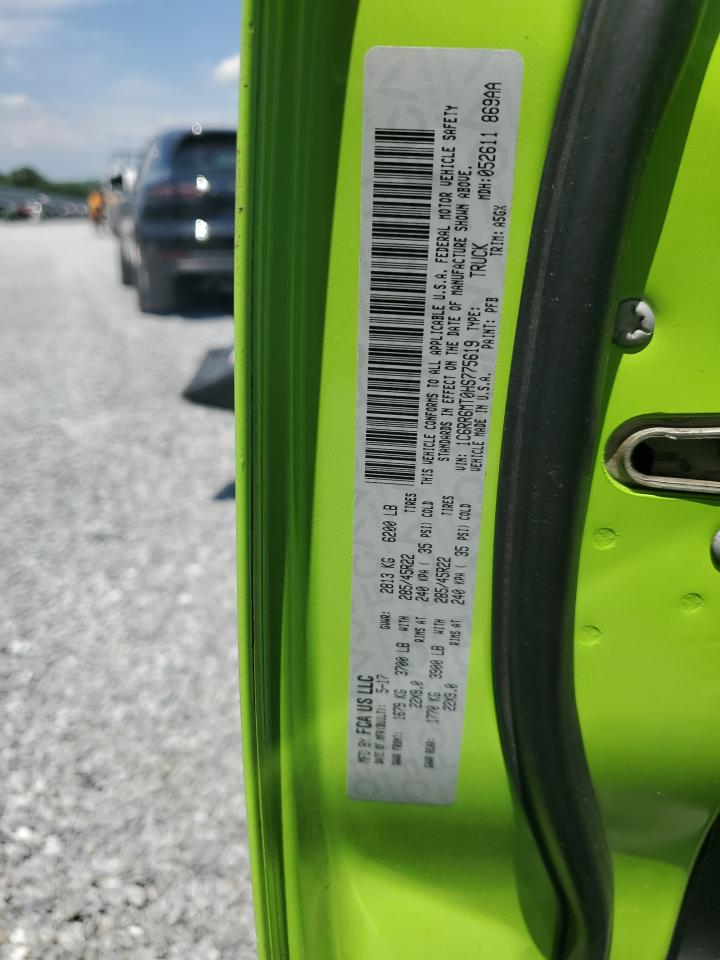 MFD BY FCA US LLC
DATE OF MFR(BUILT): 5-17 GVWR: 2813 KG 6200 LB
GAWR FRONT: 1679 KG 3700 LB WITH 285/45R22 TIRES
22X9.0 RIMS AT 240 KPA ( 35 PSI) COLD
GAWR REAR: 1770 KG 3900 LB WITH 285/45R22 TIRES
22X9.0 RIMS AT 240 KPA ( 35 PSI) COLD
THIS VEHICLE CONFORMS TO ALL APPLICABLE U.S.A. FEDERAL MOTOR VEHICLE SAFETY
STANDARDS IN EFFECT ON THE DATE OF MANUFACTURE SHOWN ABOVE.
VIN: 1C6RR6MT0HS775619 TYPE: TRUCK MDH:052611 869AA
VEHICLE MADE IN U.S.A. PAINT: PFB TRIM: A5GX